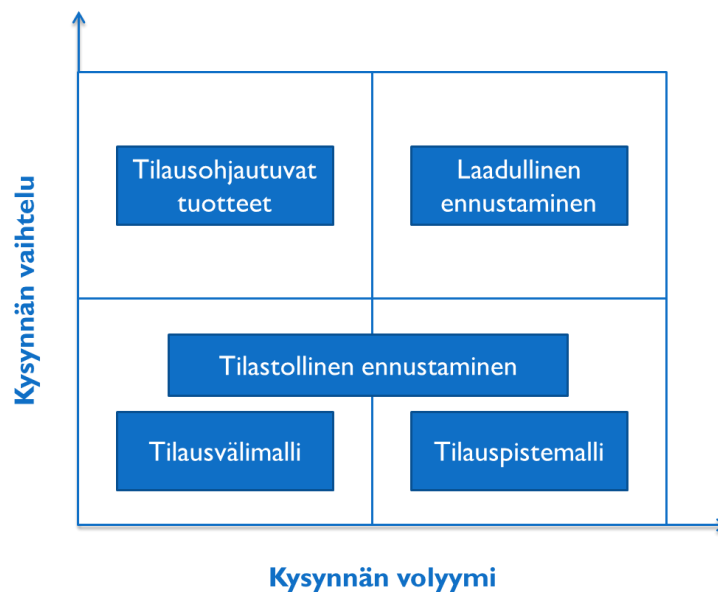 Kysynnän vaihtelu
Tilausohjautuvat
tuotteet
Laadullinen
ennustaminen
Tilastollinen ennustaminen
Tilausvälimalli
Tilauspistemalli
Kysynnän volyymi